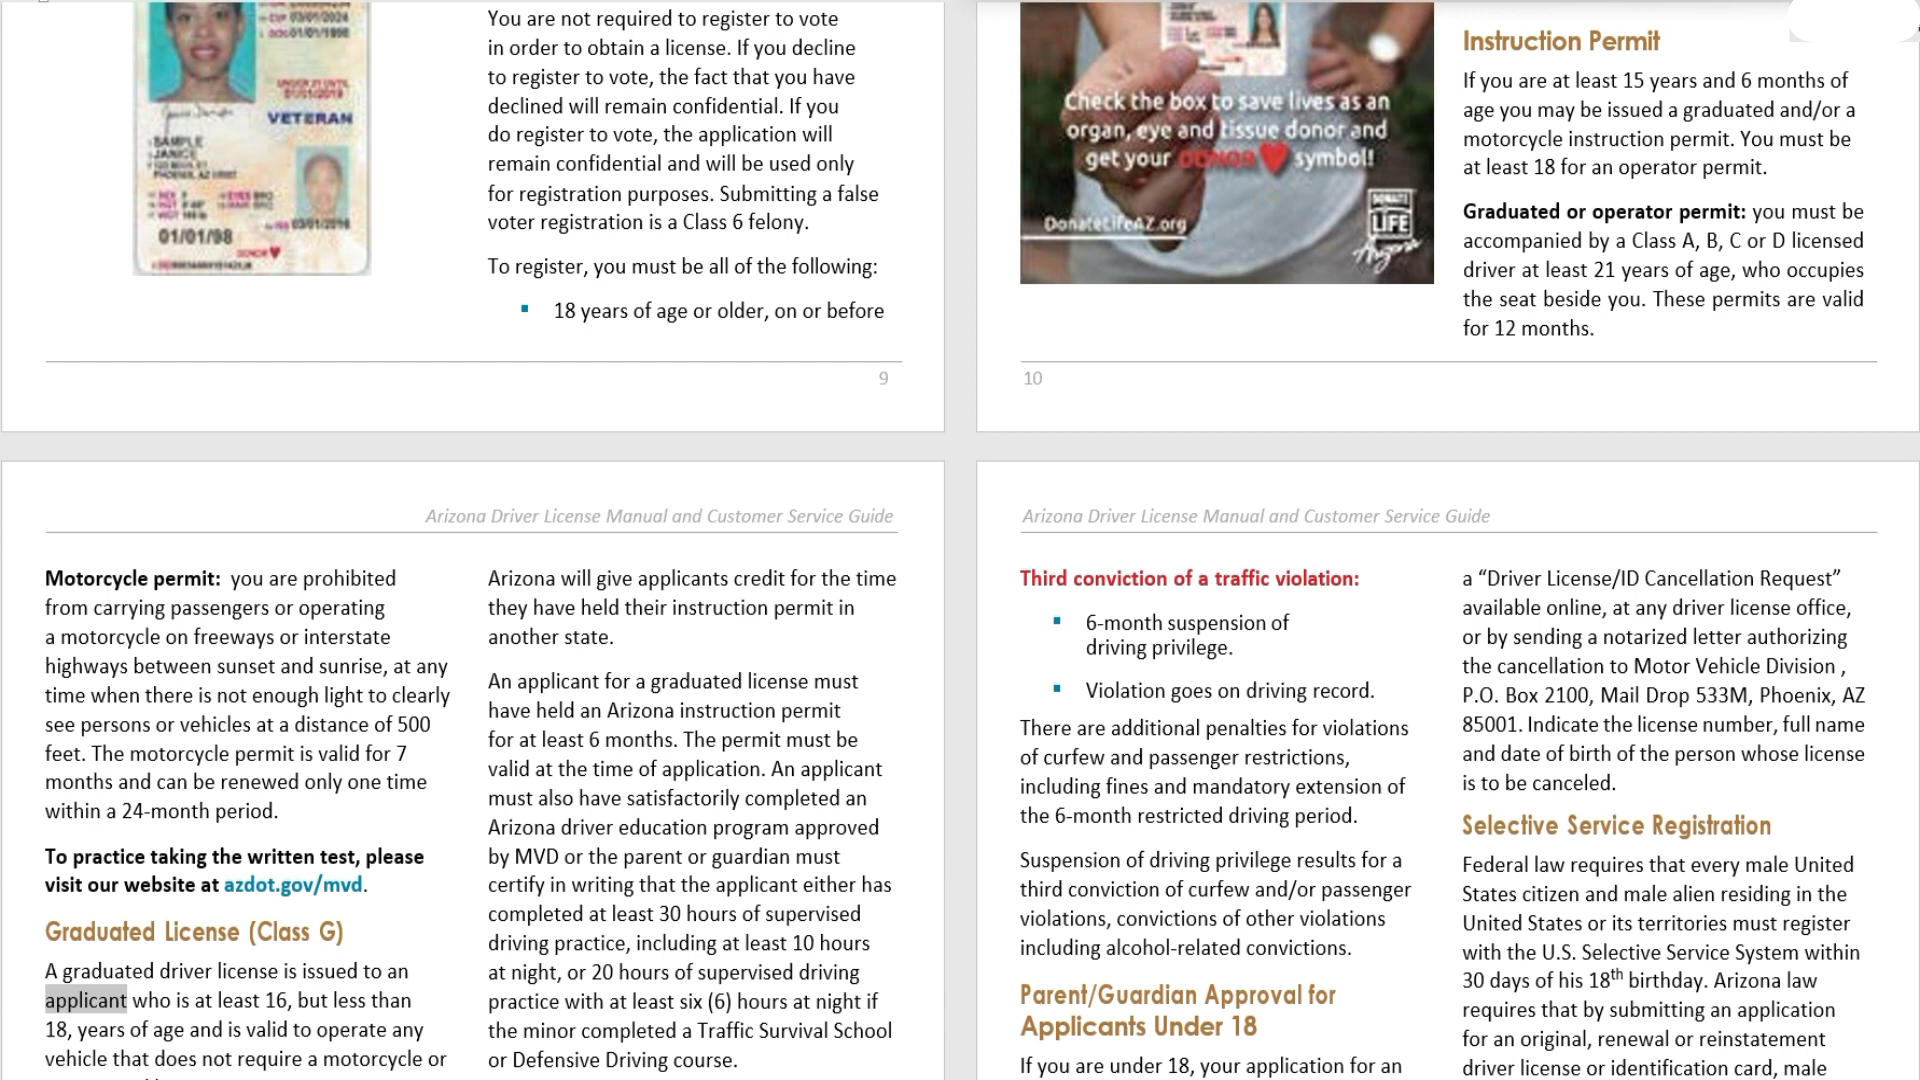 03/01/2024
01/01/1998
UNDER 21 UNTIL
01/01/2019
VETERAN
SAMPLE
JANICE
PHOENIX, AZ
03/01/2016
01/01/98
DONOR
You are not required to register to vote
in order to obtain a license. If you decline
to register to vote, the fact that you have
declined will remain confidential. If you
do register to vote, the application will
remain confidential and will be used only
for registration purposes. Submitting a false
voter registration is a Class 6 felony.
To register, you must be all of the following:
▪ 18 years of age or older, on or before
9
Check the box to save lives as an
organ, eye and tissue donor and
get your DONOR ♥ symbol!
DonateLifeAZ.org
DONATE
LIFE
Arizona
Instruction Permit
If you are at least 15 years and 6 months of
age you may be issued a graduated and/or a
motorcycle instruction permit. You must be
at least 18 for an operator permit.
Graduated or operator permit: you must be
accompanied by a Class A, B, C or D licensed
driver at least 21 years of age, who occupies
the seat beside you. These permits are valid
for 12 months.
10
Arizona Driver License Manual and Customer Service Guide
Motorcycle permit: you are prohibited
from carrying passengers or operating
a motorcycle on freeways or interstate
highways between sunset and sunrise, at any
time when there is not enough light to clearly
see persons or vehicles at a distance of 500
feet. The motorcycle permit is valid for 7
months and can be renewed only one time
within a 24-month period.
To practice taking the written test, please
visit our website at azdot.gov/mvd.
Graduated License (Class G)
A graduated driver license is issued to an
applicant who is at least 16, but less than
18, years of age and is valid to operate any
vehicle that does not require a motorcycle or
Arizona will give applicants credit for the time
they have held their instruction permit in
another state.
An applicant for a graduated license must
have held an Arizona instruction permit
for at least 6 months. The permit must be
valid at the time of application. An applicant
must also have satisfactorily completed an
Arizona driver education program approved
by MVD or the parent or guardian must
certify in writing that the applicant either has
completed at least 30 hours of supervised
driving practice, including at least 10 hours
at night, or 20 hours of supervised driving
practice with at least six (6) hours at night if
the minor completed a Traffic Survival School
or Defensive Driving course.
Arizona Driver License Manual and Customer Service Guide
Third conviction of a traffic violation:
▪ 6-month suspension of
driving privilege.
▪ Violation goes on driving record.
There are additional penalties for violations
of curfew and passenger restrictions,
including fines and mandatory extension of
the 6-month restricted driving period.
Suspension of driving privilege results for a
third conviction of curfew and/or passenger
violations, convictions of other violations
including alcohol-related convictions.
Parent/Guardian Approval for
Applicants Under 18
If you are under 18, your application for an
a “Driver License/ID Cancellation Request”
available online, at any driver license office,
or by sending a notarized letter authorizing
the cancellation to Motor Vehicle Division ,
P.O. Box 2100, Mail Drop 533M, Phoenix, AZ
85001. Indicate the license number, full name
and date of birth of the person whose license
is to be canceled.
Selective Service Registration
Federal law requires that every male United
States citizen and male alien residing in the
United States or its territories must register
with the U.S. Selective Service System within
30 days of his 18th birthday. Arizona law
requires that by submitting an application
for an original, renewal or reinstatement
driver license or identification card, male